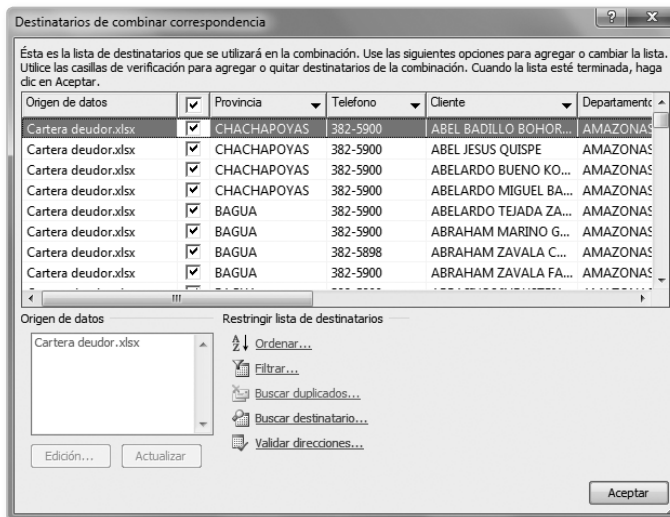 Destinatarios de combinar correspondencia
Ésta es la lista de destinatarios que se utilizará en la combinación. Use las siguientes opciones para agregar o cambiar la lista.
Utilice las casillas de verificación para agregar o quitar destinatarios de la combinación. Cuando la lista esté terminada, haga
clic en Aceptar.
Origen de datos Provincia Telefono Cliente Departamento
Cartera deudor.xlsx CHACHAPOYAS 382-5900 ABEL BADILLO BOHOR... AMAZONAS
Cartera deudor.xlsx CHACHAPOYAS 382-5900 ABEL JESUS QUISPE AMAZONAS
Cartera deudor.xlsx CHACHAPOYAS 382-5900 ABELARDO BUENO KO... AMAZONAS
Cartera deudor.xlsx CHACHAPOYAS 382-5900 ABELARDO MIGUEL BA... AMAZONAS
Cartera deudor.xlsx BAGUA 382-5900 ABELARDO TEJADA ZA... AMAZONAS
Cartera deudor.xlsx BAGUA 382-5900 ABRAHAM MARINO G... AMAZONAS
Cartera deudor.xlsx BAGUA 382-5898 ABRAHAM ZAVALA C... AMAZONAS
Cartera deudor.xlsx BAGUA 382-5900 ABRAHAM ZAVALA FA... AMAZONAS
Origen de datos
Cartera deudor.xlsx
Edición... Actualizar
Restringir lista de destinatarios
Ordenar...
Filtrar...
Buscar duplicados...
Buscar destinatario...
Validar direcciones...
Aceptar